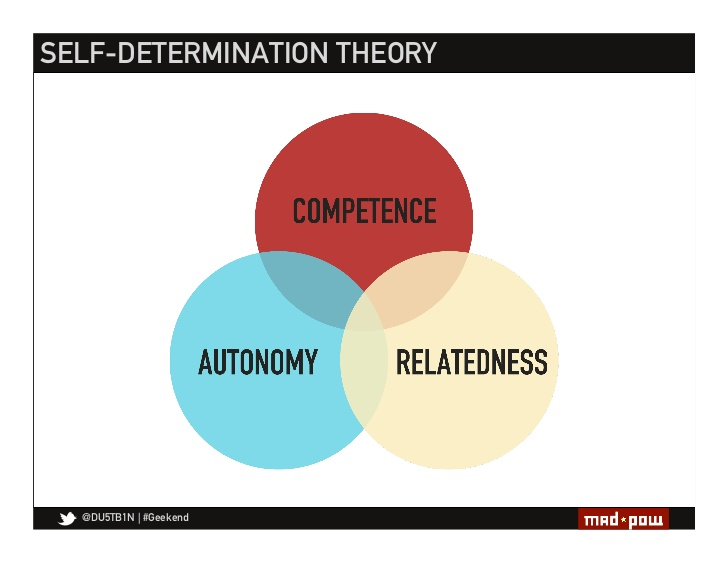 SELF-DETERMINATION THEORY
COMPETENCE
AUTONOMY
RELATEDNESS
@DU5TB1N | #Geekend
mad*pow